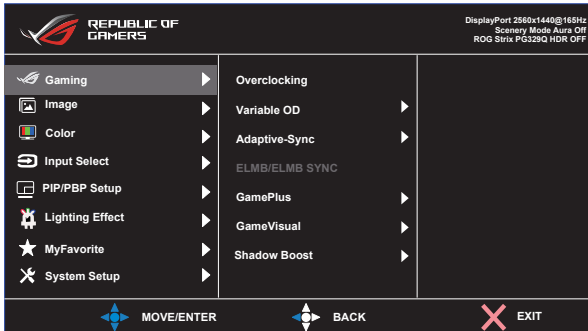 REPUBLIC OF
GAMERS
DisplayPort 2560x1440@165Hz
Scenery Mode Aura Off
ROG Strix PG329Q HDR OFF
Gaming
Image
Color
Input Select
PIP/PBP Setup
Lighting Effect
MyFavorite
System Setup
Overclocking
Variable OD
Adaptive-Sync
ELMB/ELMB SYNC
GamePlus
GameVisual
Shadow Boost
MOVE/ENTER
BACK
EXIT